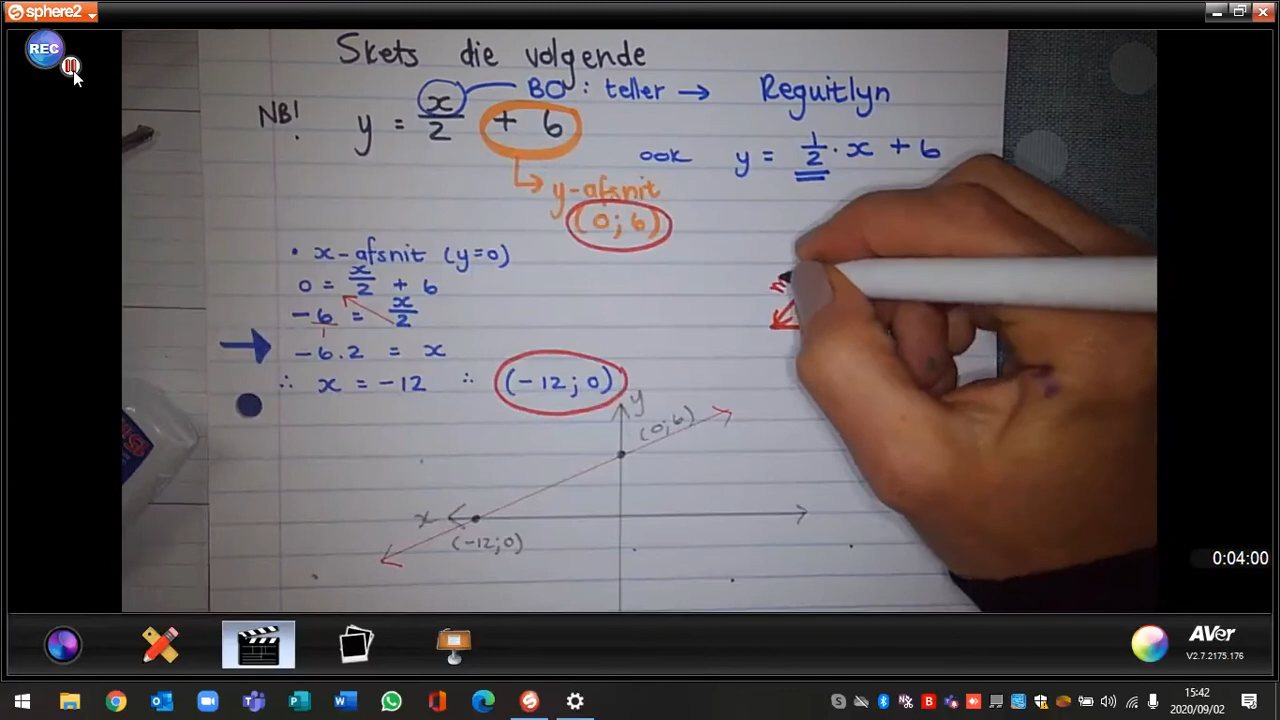 sphere2
REC
Skets die volgende
NB! y = x/2 + 6 BO : teller → Reguitlyn
ook y = 1/2 . x + 6
y-afsnit
(0; 6)
• x-afsnit (y=0)
0 = x/2 + 6
-6 = x/2
-6.2 = x
∴ x = -12 ∴ (-12; 0)
y
(0; 6)
x
(-12; 0)
m
0:04:00
AVer
V2.7.2175.176
15:42
2020/09/02